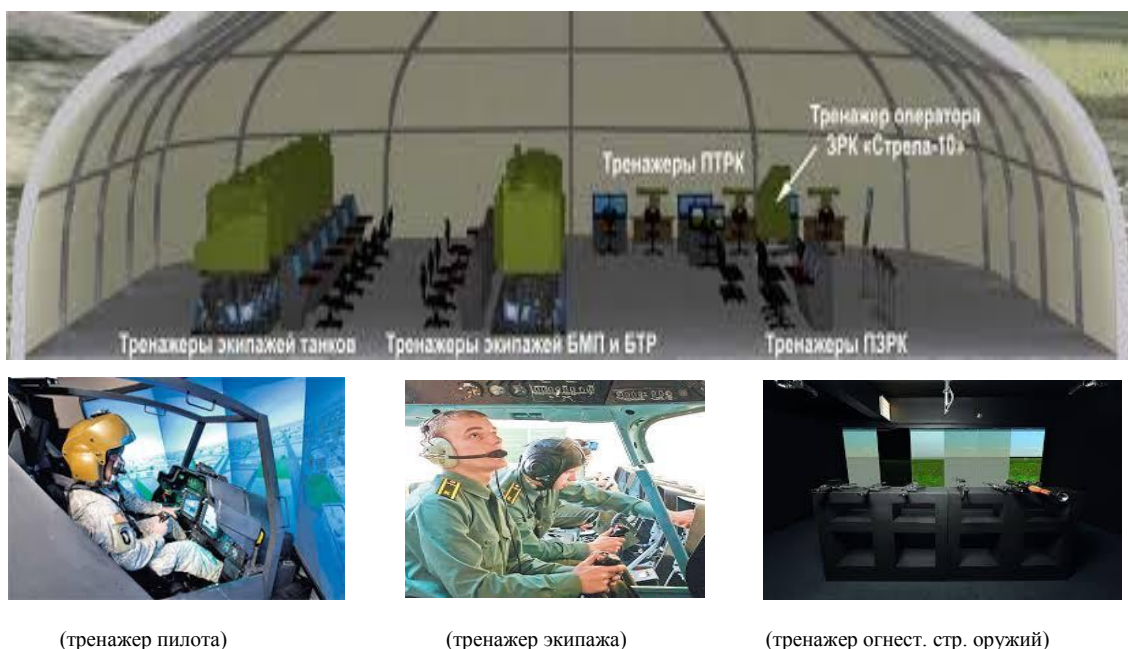 Тренажер оператора
ЗРК «Стрела-10»
Тренажеры ПТРК
Тренажеры экипажей танков
Тренажеры экипажей БМП и БТР
Тренажеры ПЗРК
(тренажер пилота)
(тренажер экипажа)
(тренажер огнест. стр. оружий)